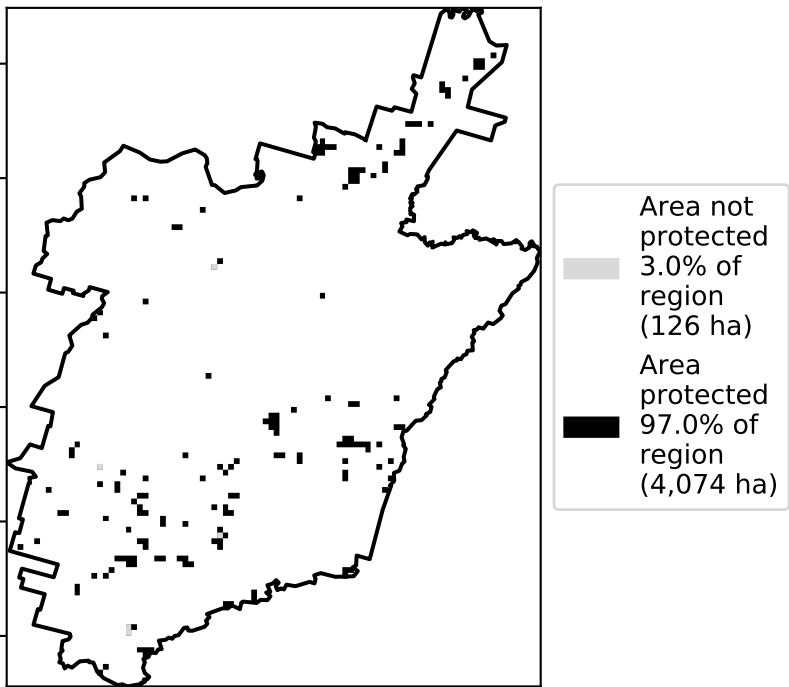 Area not
protected
3.0% of
region
(126 ha)
Area
protected
97.0% of
region
(4,074 ha)